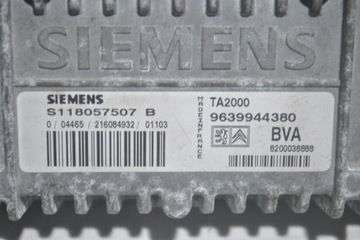 SIEMENS
SIEMENS
S118057507 B
0 / 04465 / 216084932 / 01103
MADE IN FRANCE
TA2000
9639944380
BVA
8200038888